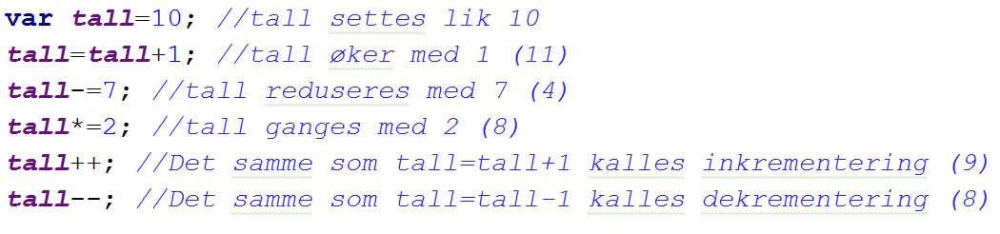 var tall=10; //tall settes lik 10
tall=tall+1; //tall øker med 1 (11)
tall-=7; //tall reduseres med 7 (4)
tall*=2; //tall ganges med 2 (8)
tall++; //Det samme som tall=tall+1 kalles inkrementering (9)
tall--; //Det samme som tall=tall-1 kalles dekrementering (8)